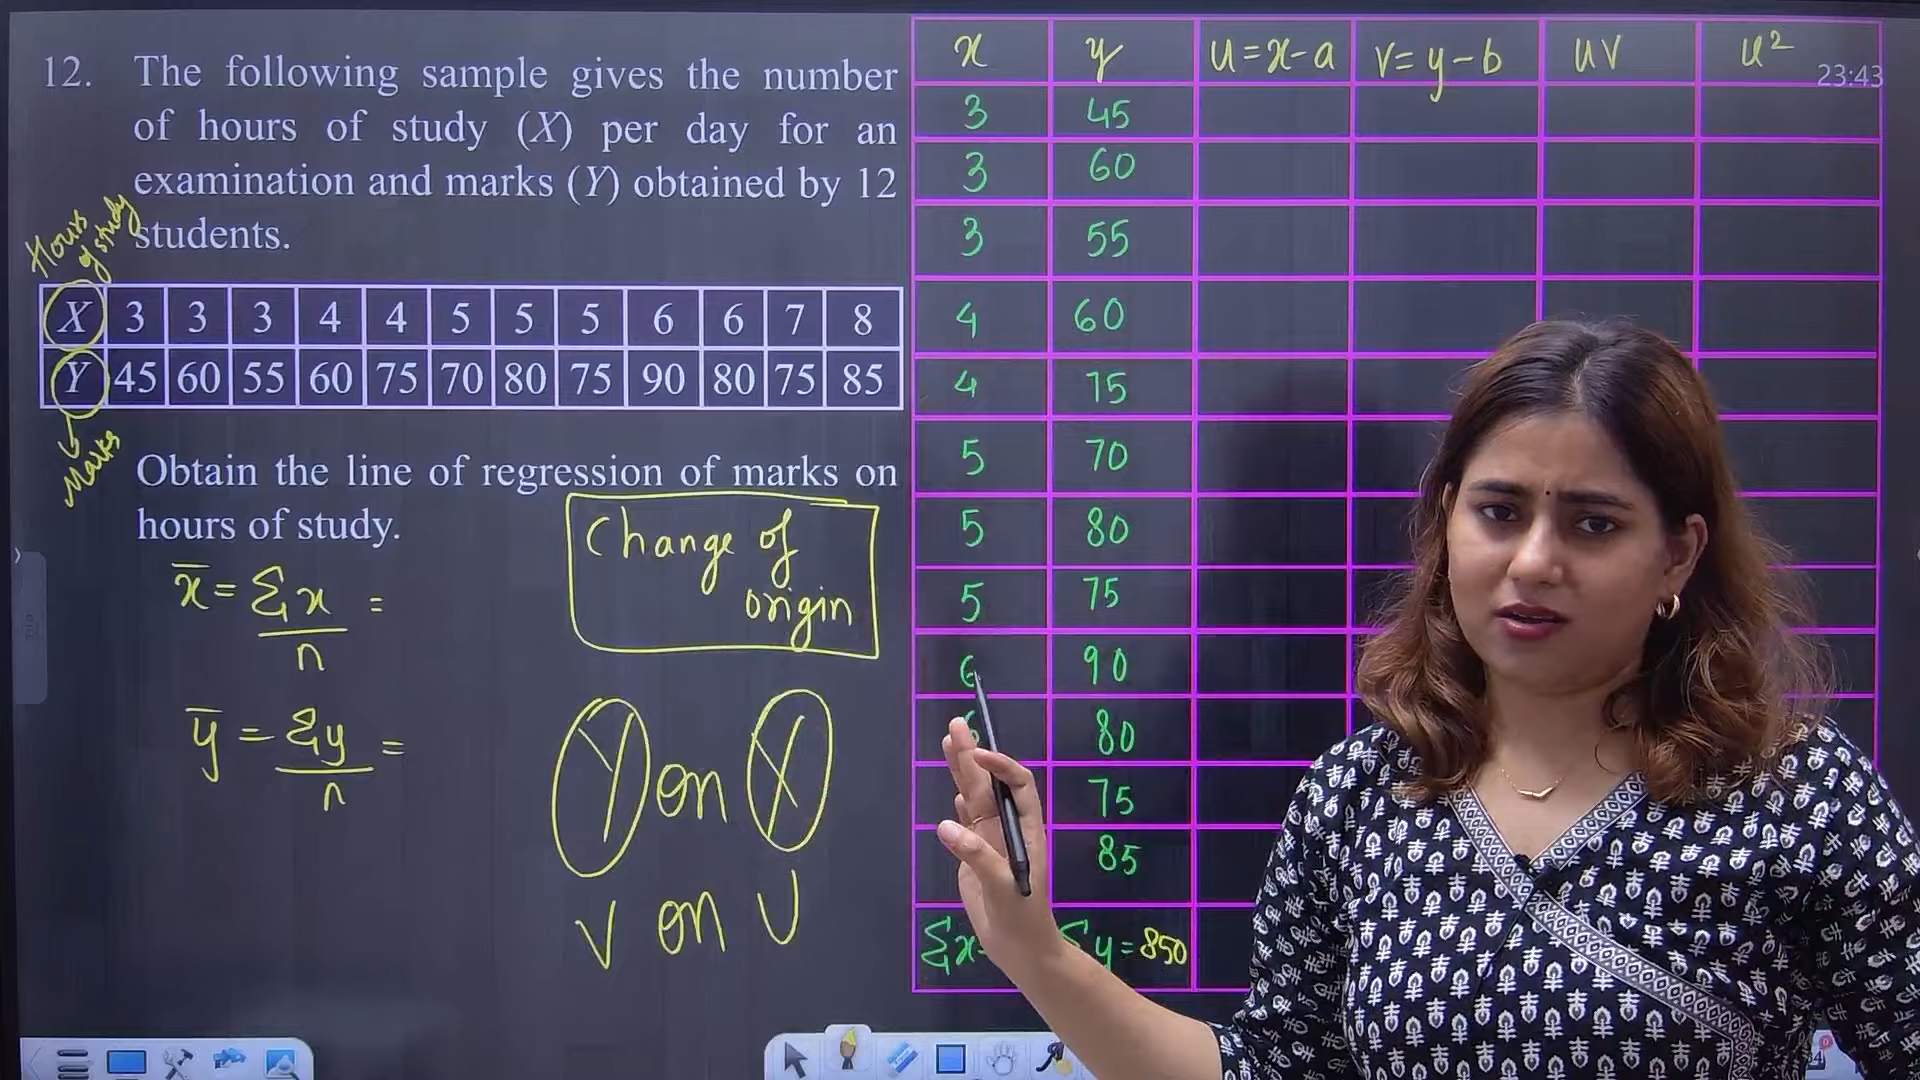 12. The following sample gives the number
of hours of study (X) per day for an
examination and marks (Y) obtained by 12
students.
Hours
of study
X 3 3 3 4 4 5 5 5 6 6 7 8
Y 45 60 55 60 75 70 80 75 90 80 75 85
Marks
Obtain the line of regression of marks on
hours of study.
Change of
origin
x̄ = Σx/n =
ȳ = Σy/n =
Y on X
V on U
x y u=x-a v=y-b uv u²
23:43
3 45
3 60
3 55
4 60
4 75
5 70
5 80
5 75
6 90
6 80
75
85
Σx= Σy=850